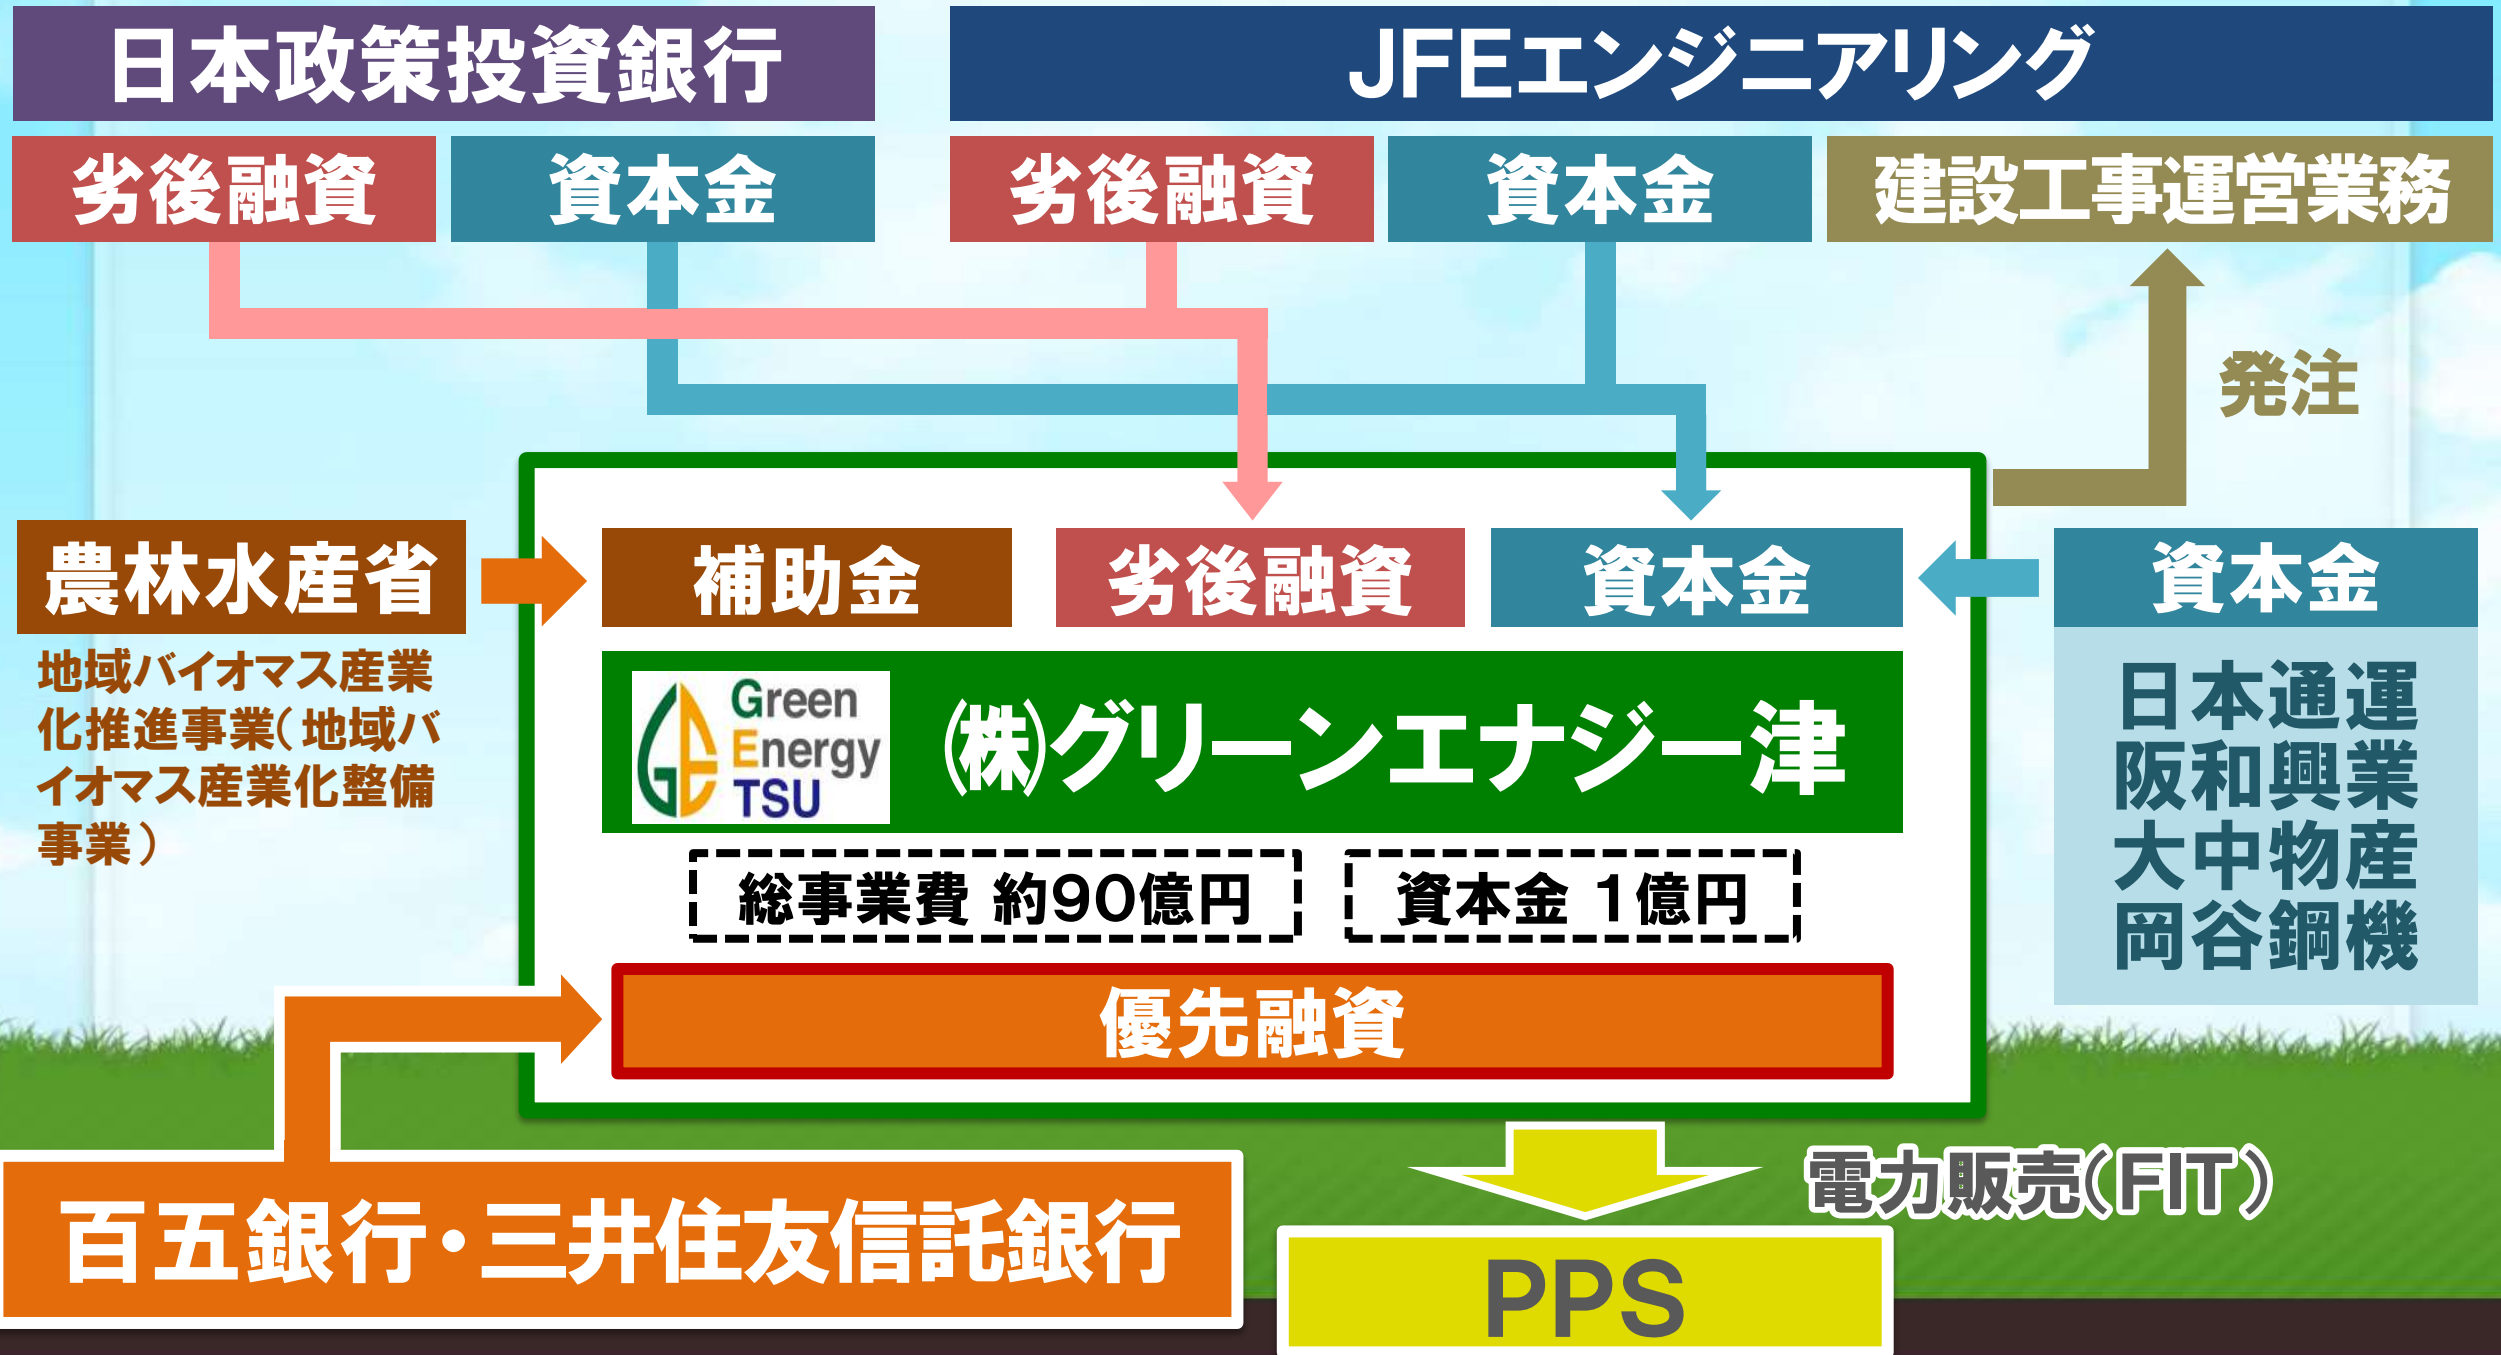 日本政策投資銀行
JFEエンジニアリング
劣後融資
資本金
劣後融資
資本金
建設工事運営業務
発注
農林水産省
地域バイオマス産業
化推進事業(地域バ
イオマス産業化整備
事業)
補助金
劣後融資
資本金
資本金
日本通運
阪和興業
大中物産
岡谷鋼機
GET
Green
Energy
TSU
㈱グリーンエナジー津
総事業費 約90億円
資本金 1億円
優先融資
百五銀行・三井住友信託銀行
電力販売(FIT)
PPS